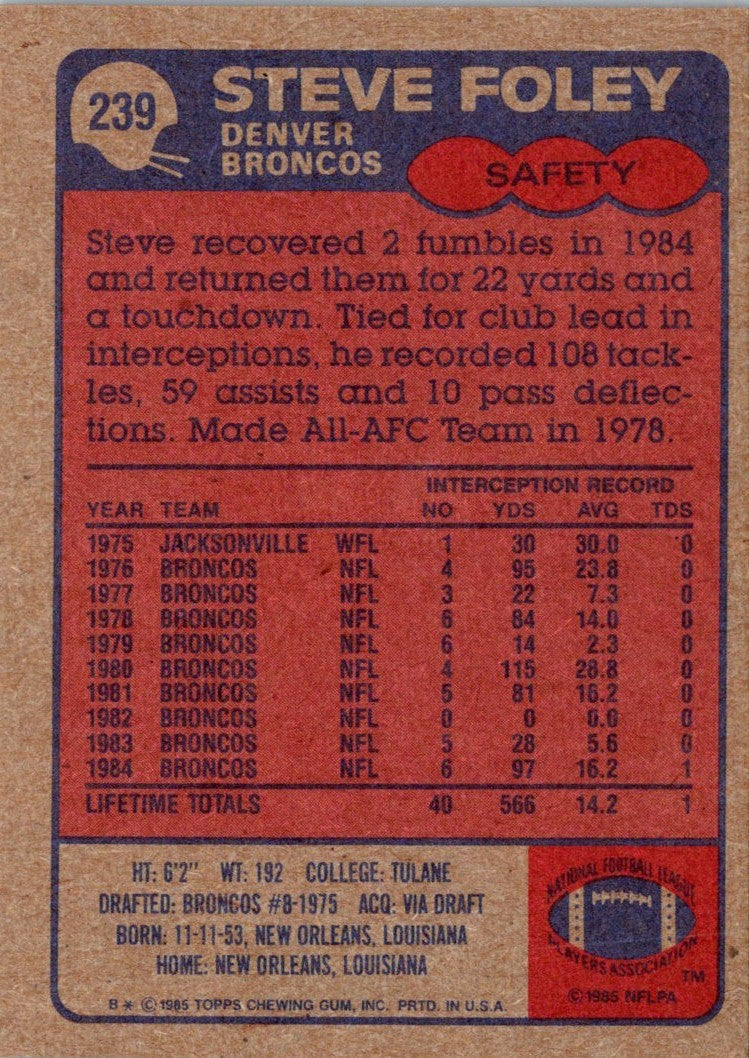 239
STEVE FOLEY
DENVER
BRONCOS
SAFETY
Steve recovered 2 fumbles in 1984
and returned them for 22 yards and
a touchdown. Tied for club lead in
interceptions, he recorded 108 tack-
les, 59 assists and 10 pass deflec-
tions. Made All-AFC Team in 1978.
INTERCEPTION RECORD
YEAR TEAM NO YDS AVG TDS
1975 JACKSONVILLE WFL 1 30 30.0 0
1976 BRONCOS NFL 4 95 23.8 0
1977 BRONCOS NFL 3 22 7.3 0
1978 BRONCOS NFL 6 84 14.0 0
1979 BRONCOS NFL 6 14 2.3 0
1980 BRONCOS NFL 4 115 28.8 0
1981 BRONCOS NFL 5 81 16.2 0
1982 BRONCOS NFL 0 0 0.0 0
1983 BRONCOS NFL 5 28 5.6 0
1984 BRONCOS NFL 6 97 16.2 1
LIFETIME TOTALS 40 566 14.2 1
HT: 6'2" WT: 192 COLLEGE: TULANE
DRAFTED: BRONCOS #8-1975 ACQ: VIA DRAFT
BORN: 11-11-53, NEW ORLEANS, LOUISIANA
HOME: NEW ORLEANS, LOUISIANA
B * © 1985 TOPPS CHEWING GUM, INC. PRTD. IN U.S.A.
NATIONAL FOOTBALL LEAGUE
PLAYERS ASSOCIATION
TM
© 1985 NFLPA